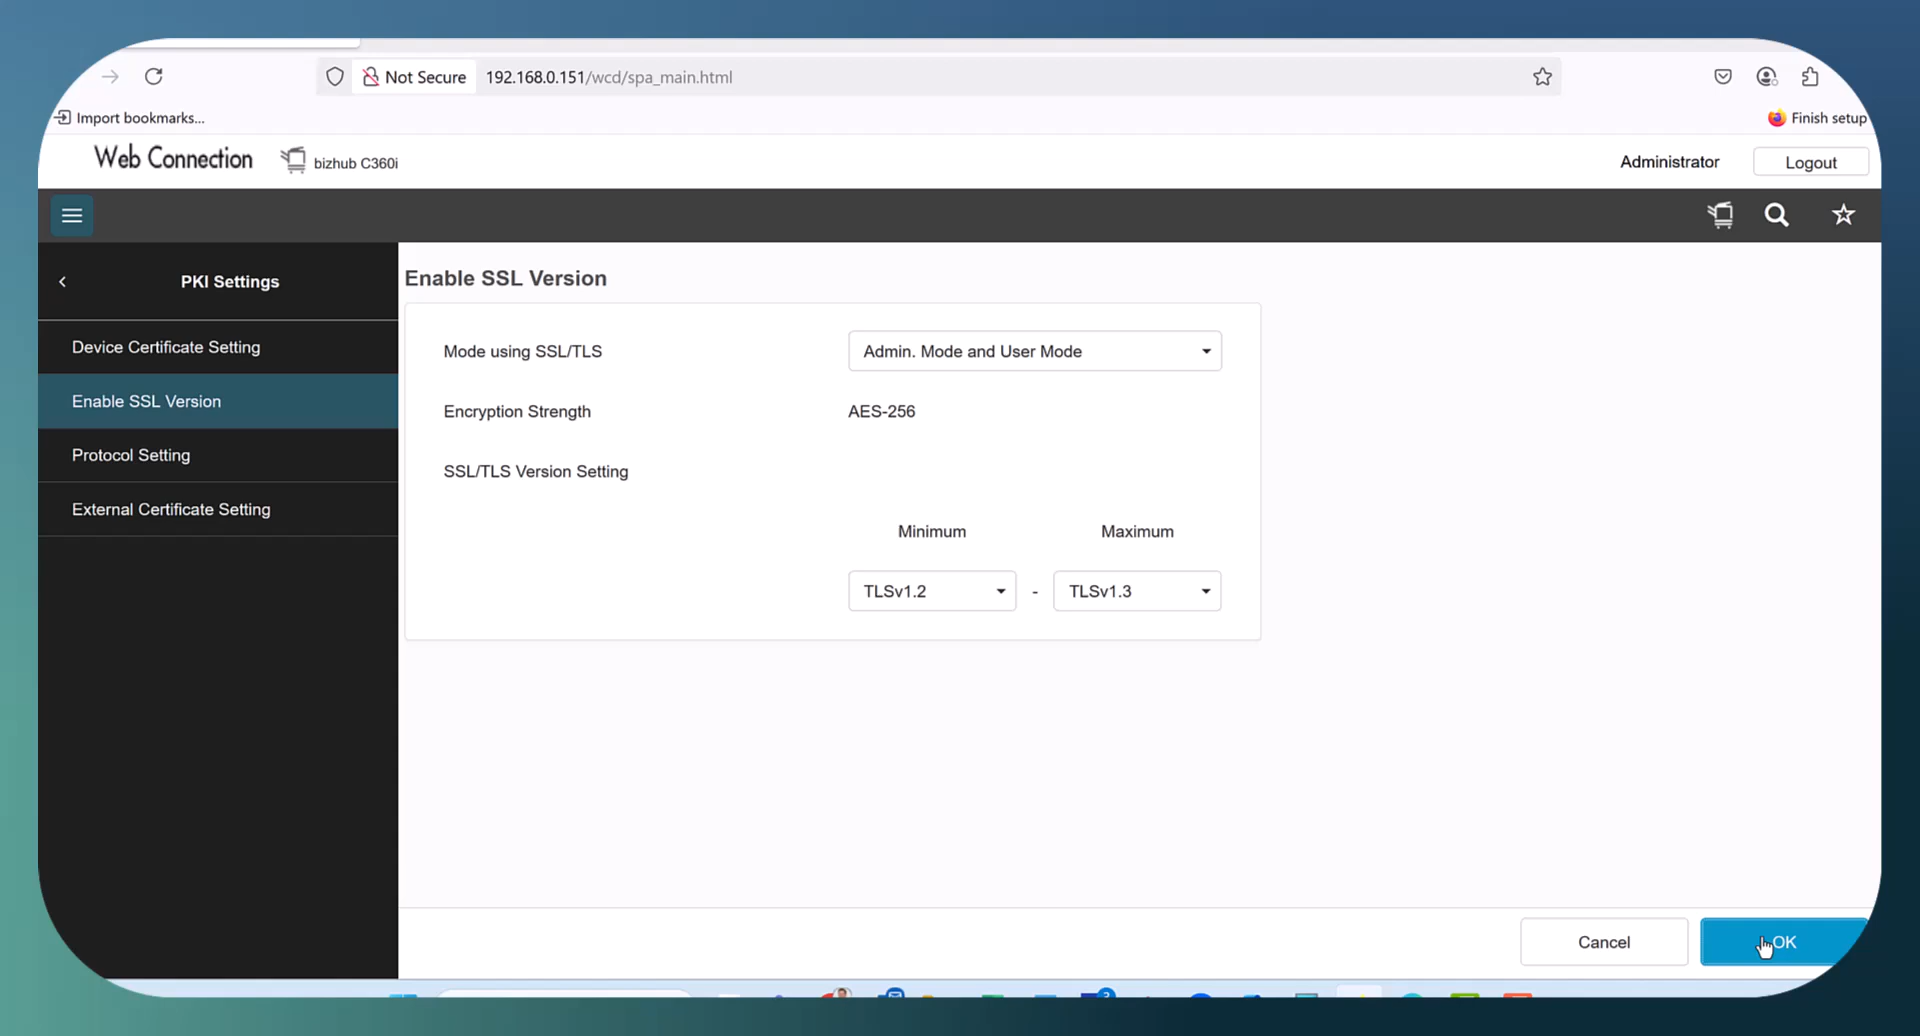 Not Secure 192.168.0.151/wcd/spa_main.html
Import bookmarks...
Finish setup
Web Connection
bizhub C360i
Administrator
Logout
PKI Settings
Device Certificate Setting
Enable SSL Version
Protocol Setting
External Certificate Setting
Enable SSL Version
Mode using SSL/TLS
Admin. Mode and User Mode
Encryption Strength
AES-256
SSL/TLS Version Setting
Minimum
Maximum
TLSv1.2 - TLSv1.3
Cancel
OK